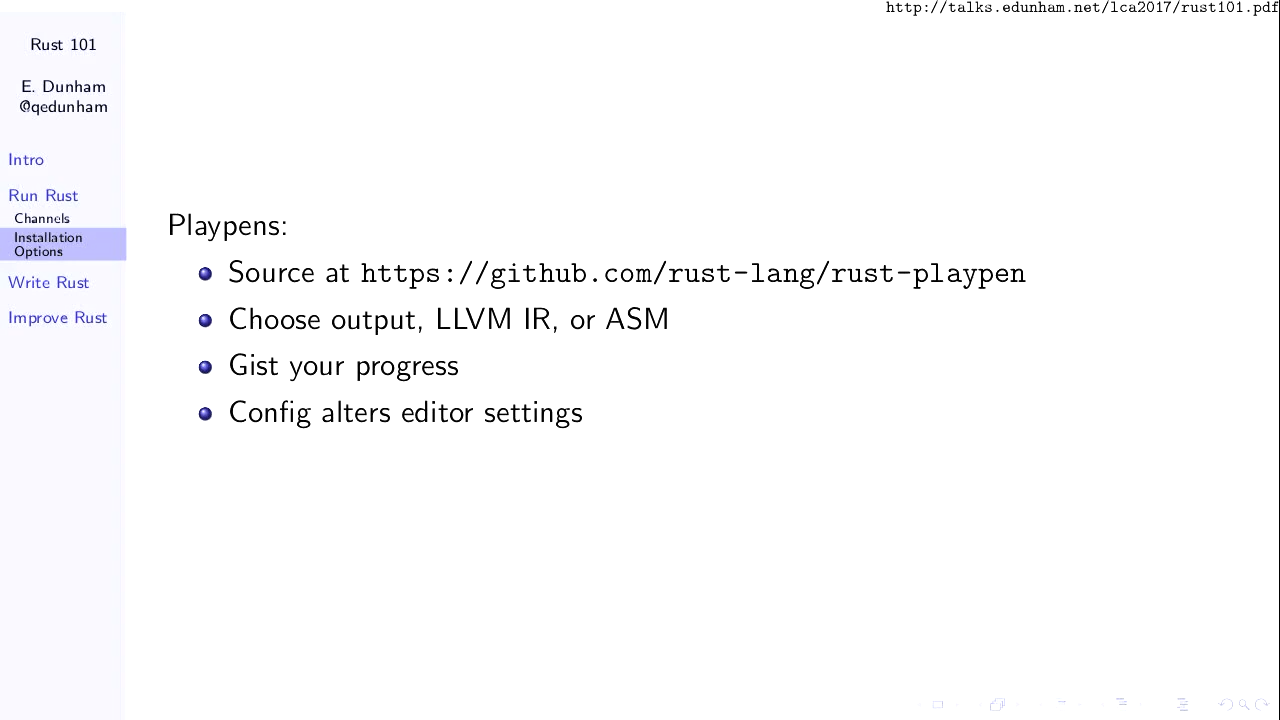 http://talks.edunham.net/lca2017/rust101.pdf
Rust 101
E. Dunham
@qedunham
Intro
Run Rust
Channels
Installation
Options
Write Rust
Improve Rust
Playpens:
Source at https://github.com/rust-lang/rust-playpen
Choose output, LLVM IR, or ASM
Gist your progress
Config alters editor settings